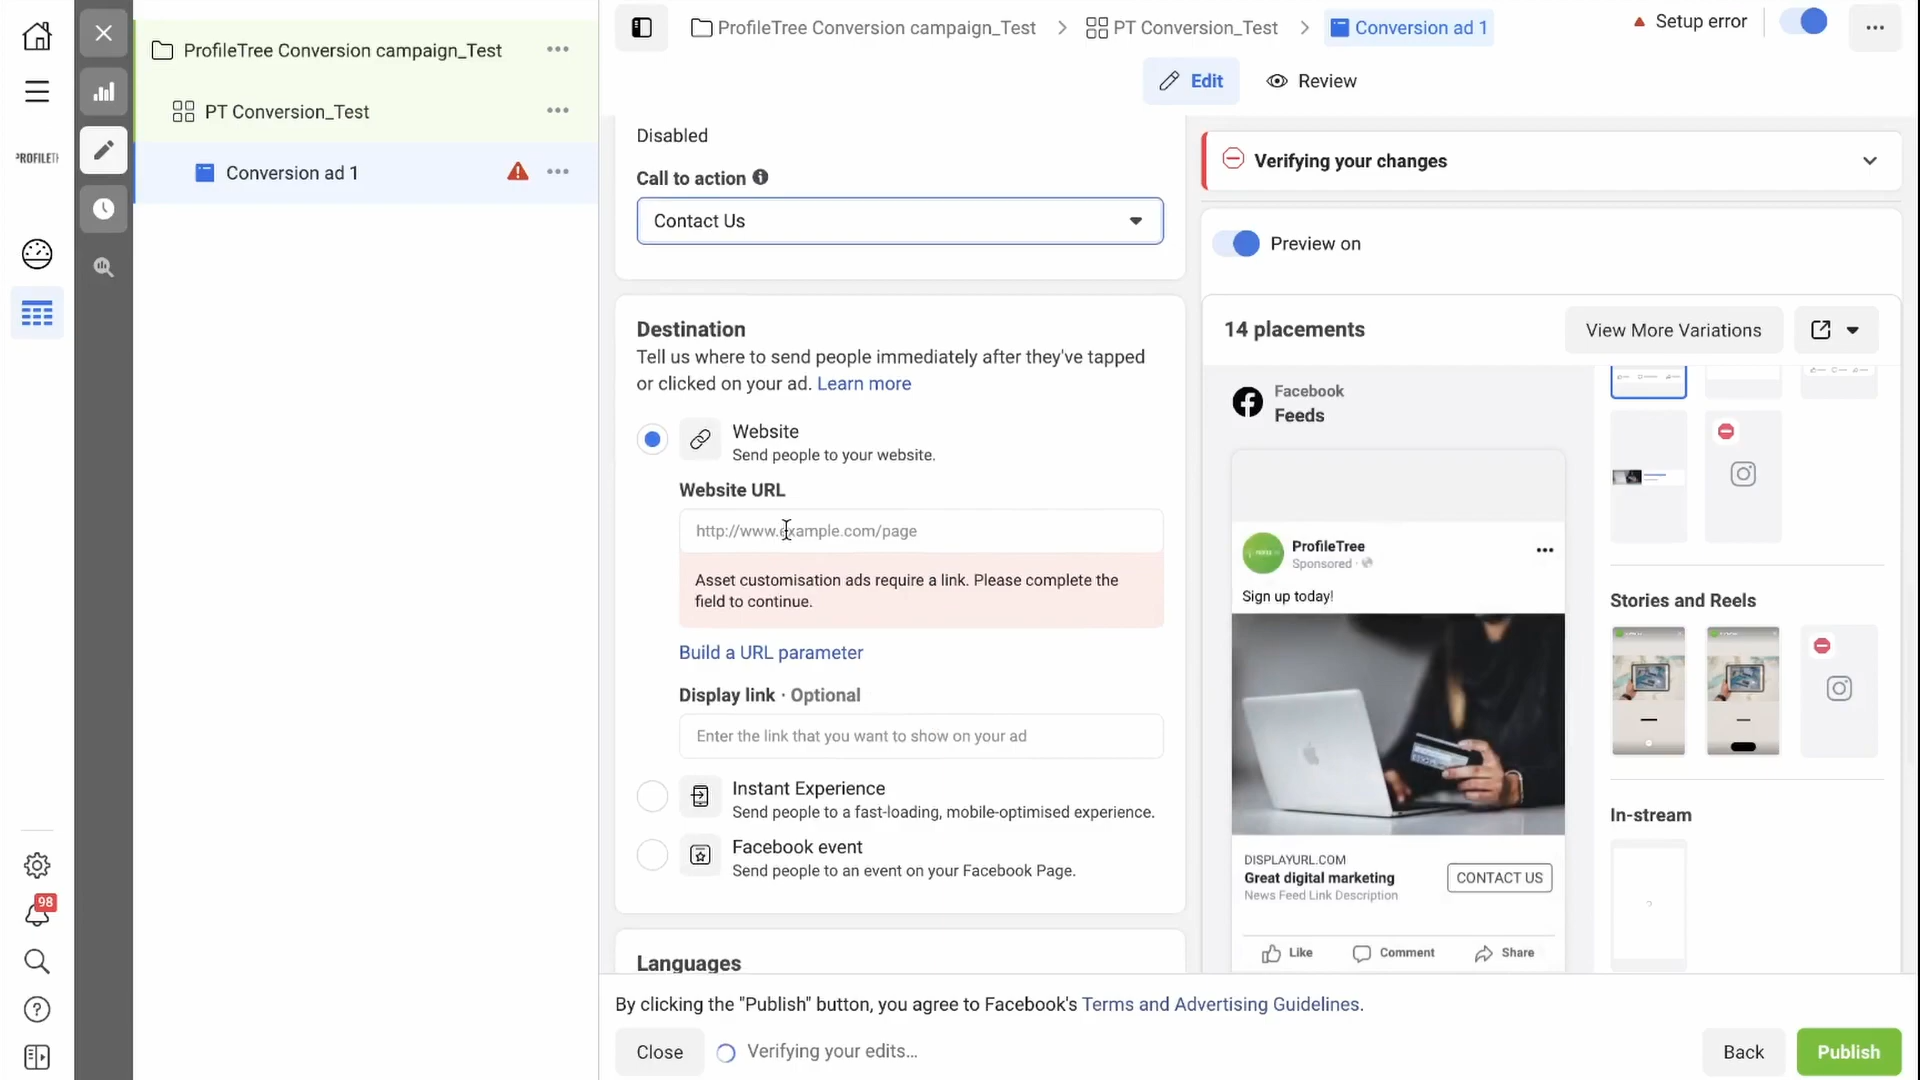 ProfileTree Conversion campaign_Test
PT Conversion_Test
Conversion ad 1
98
ProfileTree Conversion campaign_Test
PT Conversion_Test
Conversion ad 1
Setup error
Edit
Review
Disabled
Call to action
Contact Us
Destination
Tell us where to send people immediately after they've tapped
or clicked on your ad. Learn more
Website
Send people to your website.
Website URL
http://www.example.com/page
Asset customisation ads require a link. Please complete the
field to continue.
Build a URL parameter
Display link · Optional
Enter the link that you want to show on your ad
Instant Experience
Send people to a fast-loading, mobile-optimised experience.
Facebook event
Send people to an event on your Facebook Page.
Languages
Verifying your changes
Preview on
14 placements
View More Variations
Facebook
Feeds
ProfileTree
Sponsored ·
Sign up today!
DISPLAYURL.COM
Great digital marketing
News Feed Link Description
CONTACT US
Like
Comment
Share
Stories and Reels
In-stream
By clicking the "Publish" button, you agree to Facebook's Terms and Advertising Guidelines.
Close
Verifying your edits...
Back
Publish